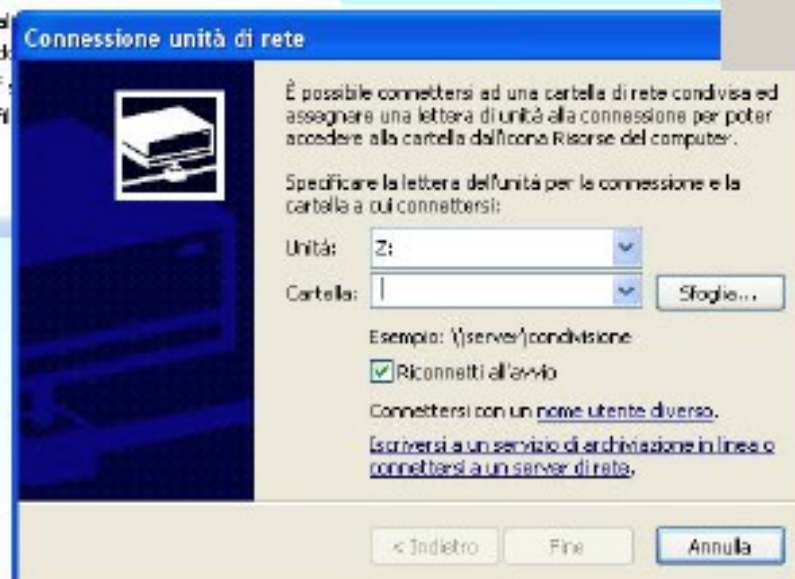 Connessione unità di rete
È possibile connettersi ad una cartella di rete condivisa ed
assegnare una lettera di unità alla connessione per poter
accedere alla cartella dall'icona Risorse del computer.
Specificare la lettera dell'unità per la connessione e la
cartella a cui connettersi:
Unità: Z:
Cartella: Sfoglia...
Esempio: \\server\condivisione
Riconnetti all'avvio
Connettersi con un nome utente diverso.
Iscriversi a un servizio di archiviazione in linea o
connettersi a un server di rete.
< Indietro Fine Annulla